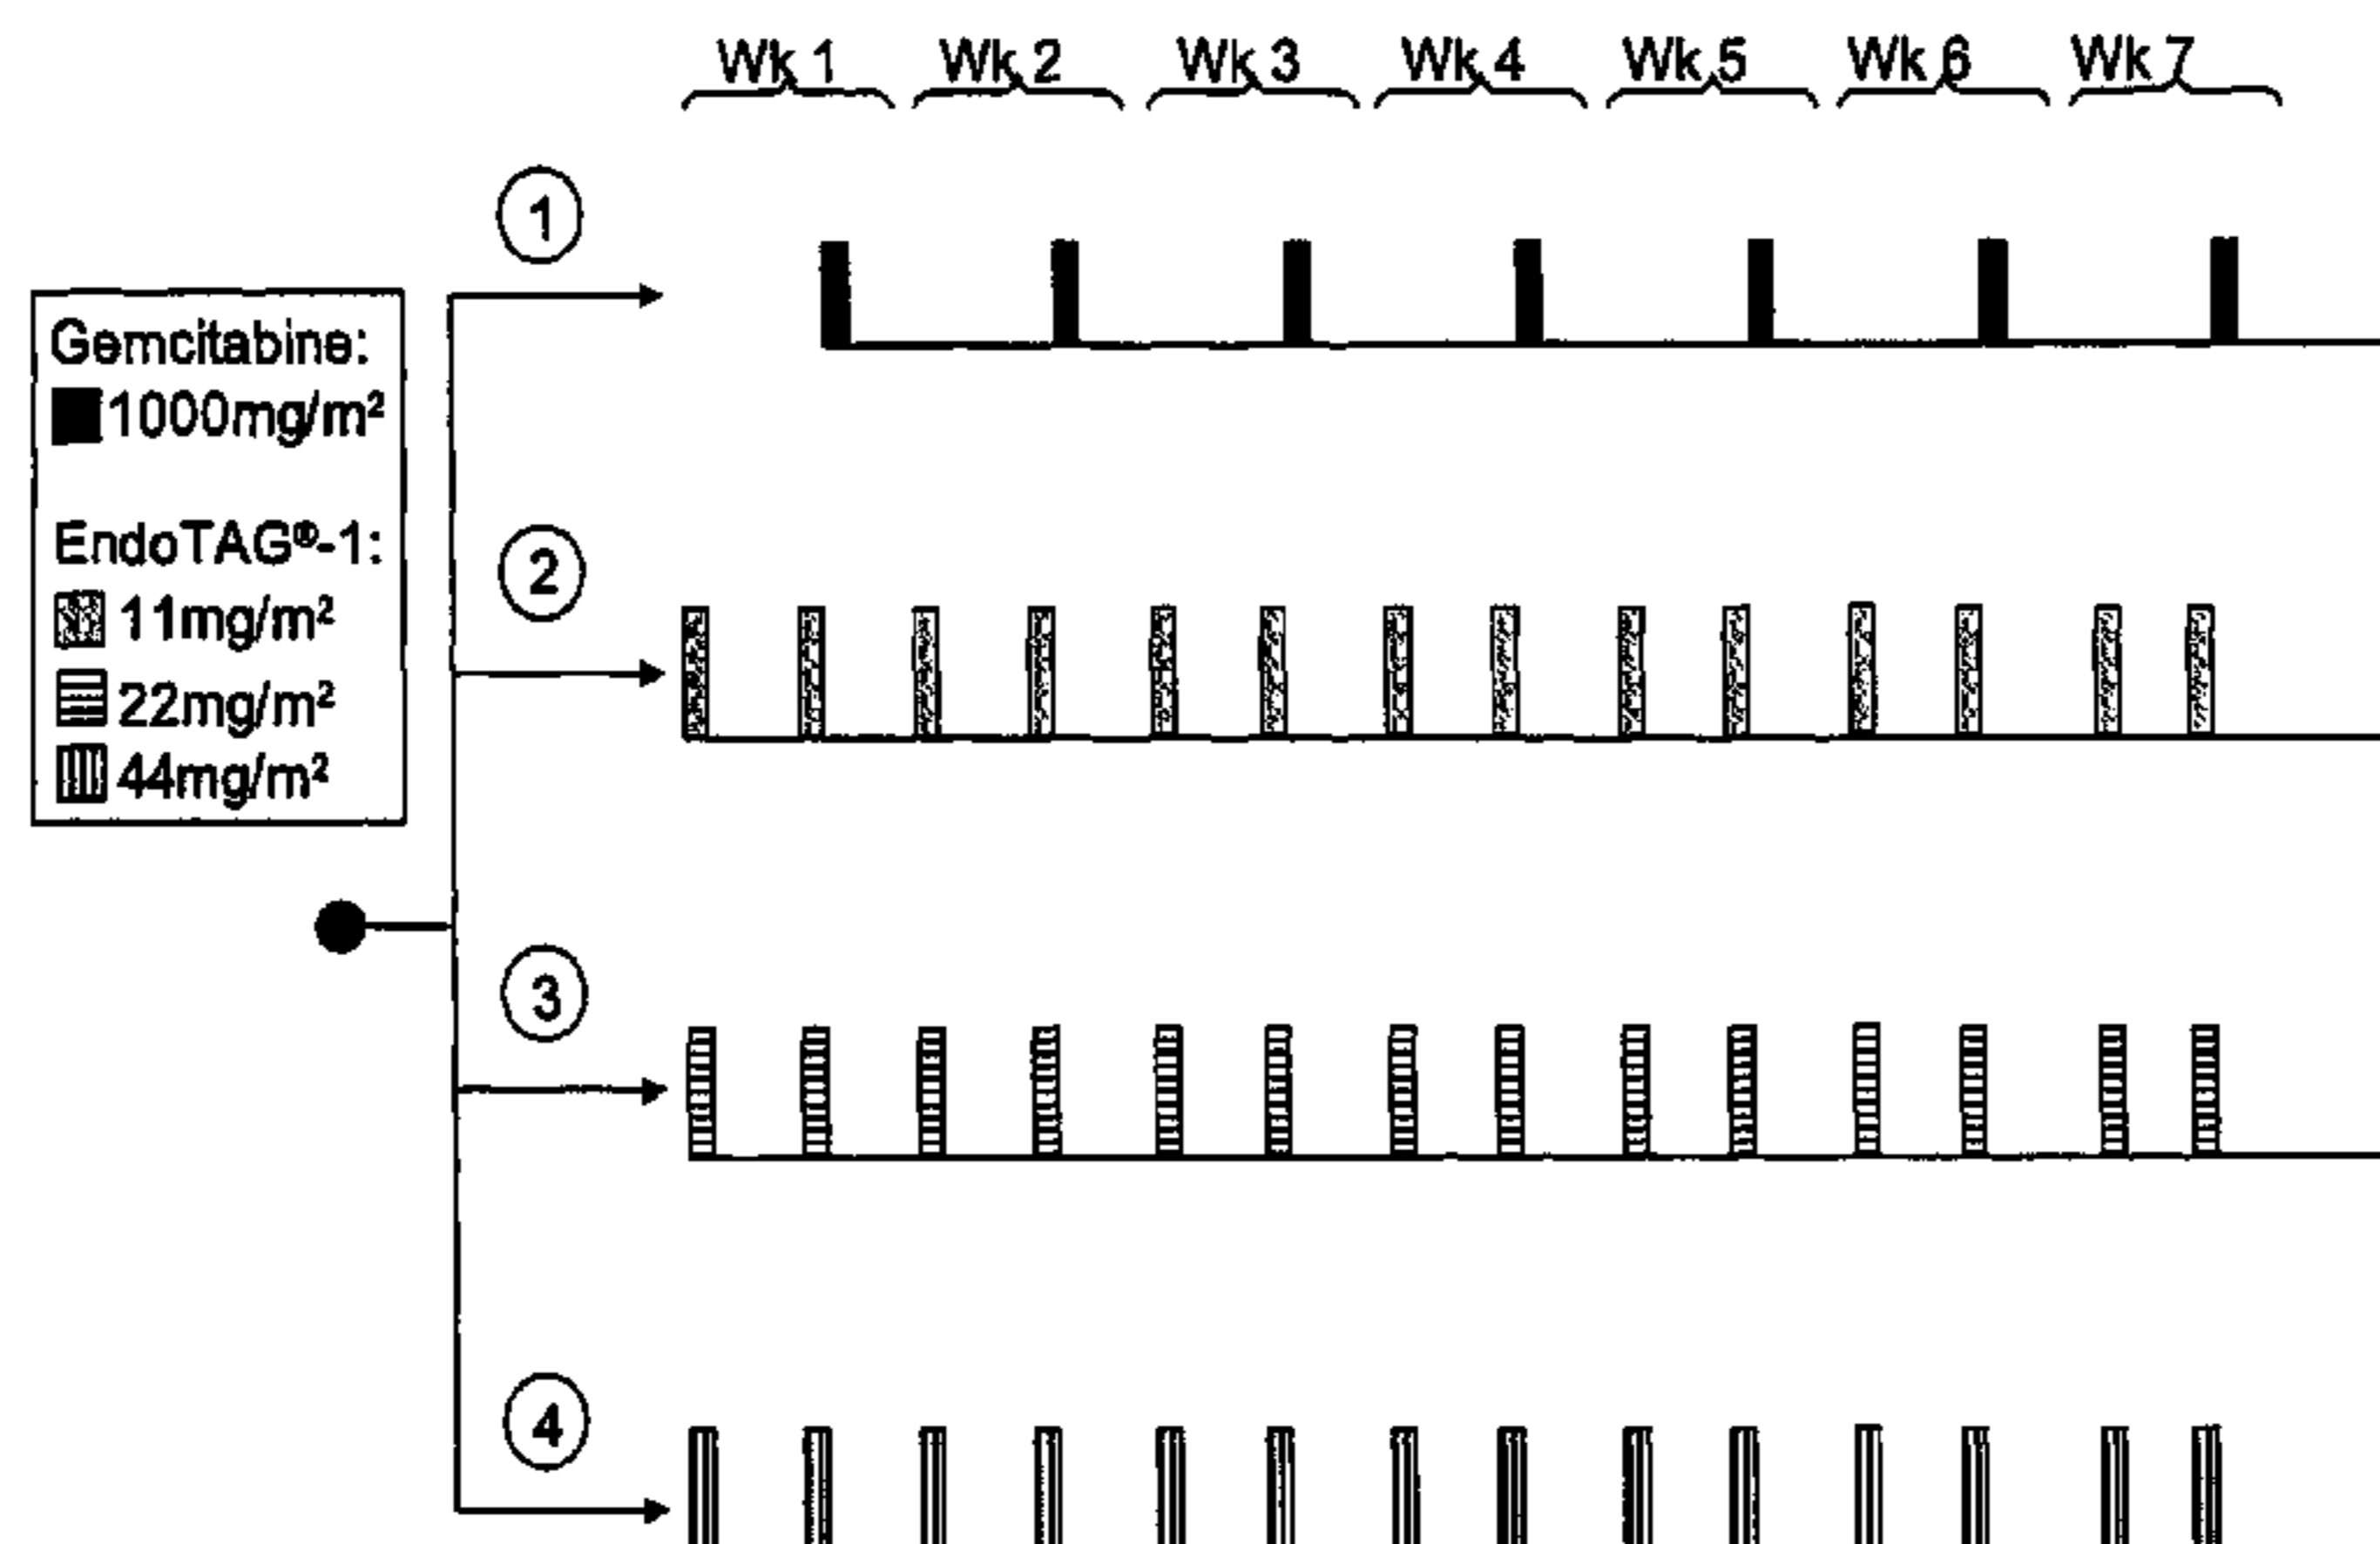 Wk 1 Wk 2 Wk 3 Wk 4 Wk 5 Wk 6 Wk 7
1
Gemcitabine:
1000mg/m²
EndoTAG®-1:
11mg/m²
22mg/m²
44mg/m²
2
3
4